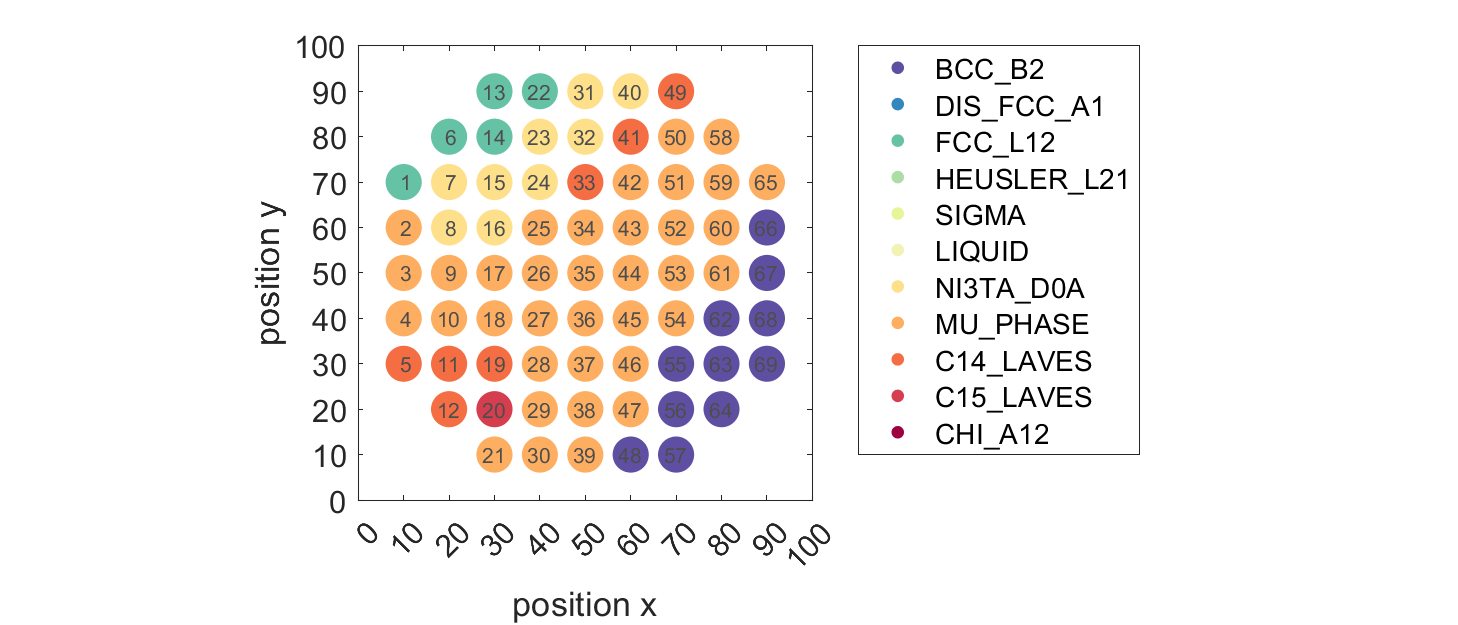 100
90 13 22 31 40 49
80 6 14 23 32 41 50 58
70 1 7 15 24 33 42 51 59 65
60 2 8 16 25 34 43 52 60 66
50 3 9 17 26 35 44 53 61 67
40 4 10 18 27 36 45 54 62 68
30 5 11 19 28 37 46 55 63 69
20 12 20 29 38 47 56 64
10 21 30 39 48 57
0
position y
0 10 20 30 40 50 60 70 80 90 100
position x
BCC_B2
DIS_FCC_A1
FCC_L12
HEUSLER_L21
SIGMA
LIQUID
NI3TA_D0A
MU_PHASE
C14_LAVES
C15_LAVES
CHI_A12